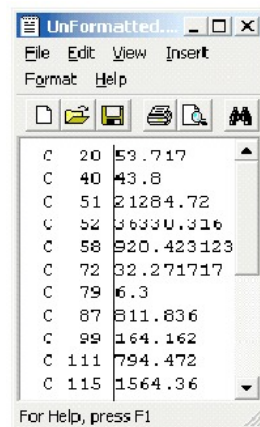 UnFormatted....
File Edit View Insert
Format Help
C 20 53.717
C 40 43.8
C 51 21284.72
C 52 36330.316
C 58 920.423123
C 72 32.271717
C 79 6.3
C 87 811.836
C 99 164.162
C 111 794.472
C 115 1564.36
For Help, press F1